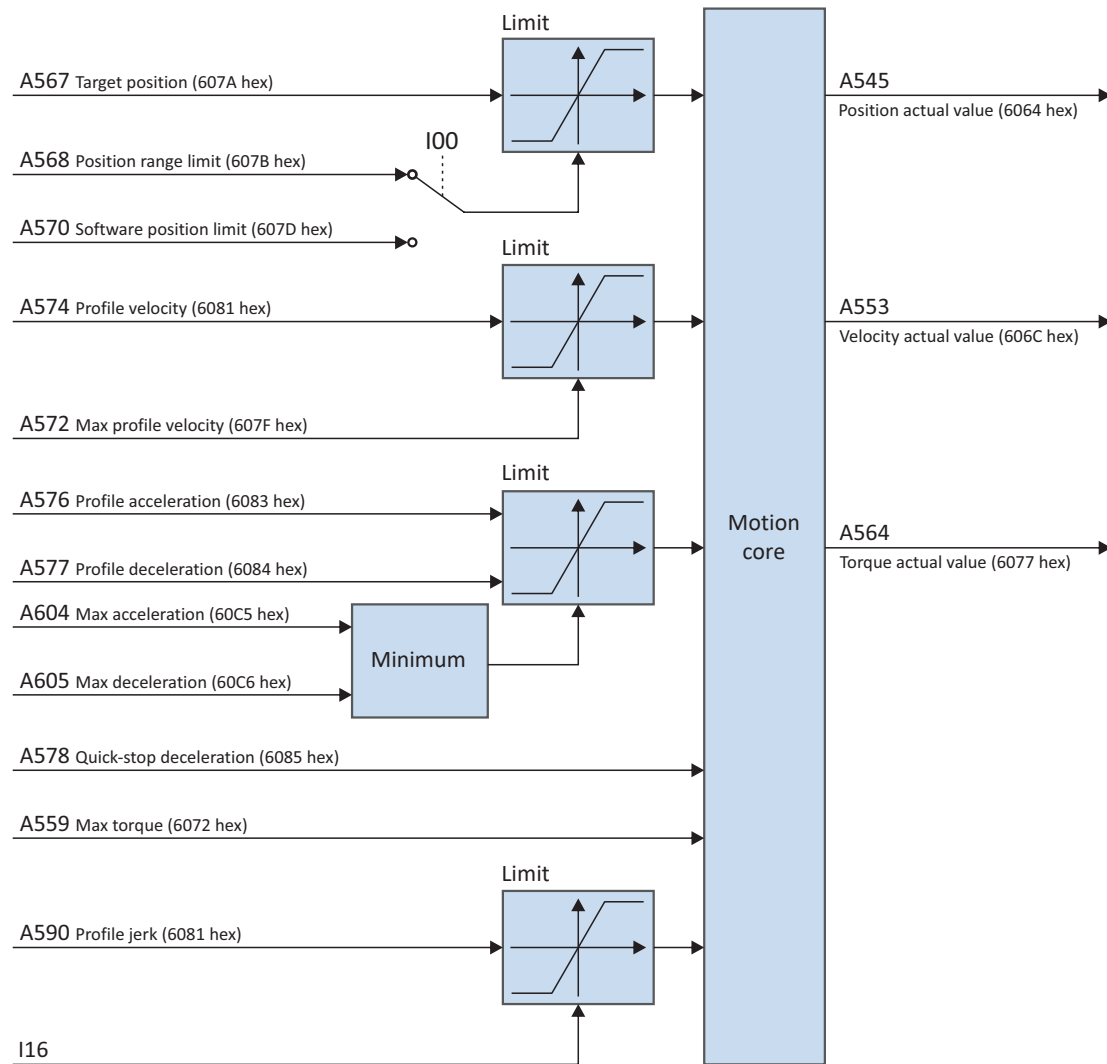 Limit
A567 Target position (607A hex)
A545
Position actual value (6064 hex)
I00
A568 Position range limit (607B hex)
A570 Software position limit (607D hex)
Limit
A574 Profile velocity (6081 hex)
A553
Velocity actual value (606C hex)
A572 Max profile velocity (607F hex)
Limit
A576 Profile acceleration (6083 hex)
Motion
core
A564
Torque actual value (6077 hex)
A577 Profile deceleration (6084 hex)
A604 Max acceleration (60C5 hex)
Minimum
A605 Max deceleration (60C6 hex)
A578 Quick-stop deceleration (6085 hex)
A559 Max torque (6072 hex)
Limit
A590 Profile jerk (6081 hex)
I16